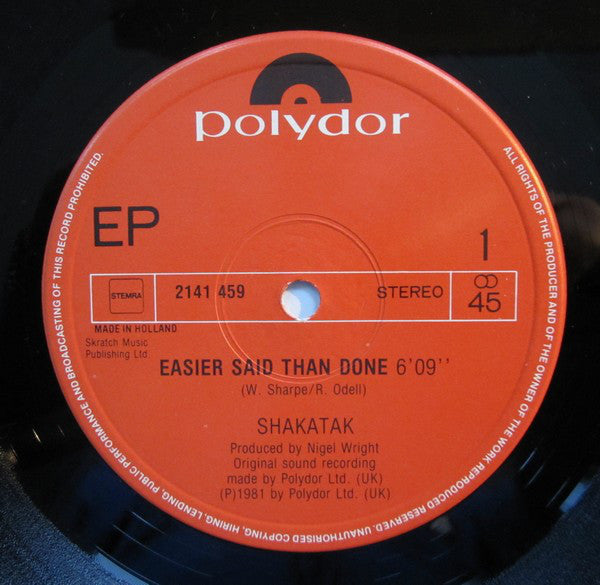 polydor
EP
1
STEMRA
2141 459
STEREO
45
MADE IN HOLLAND
Skratch Music
Publishing Ltd.
EASIER SAID THAN DONE 6'09''
(W. Sharpe/R. Odell)
SHAKATAK
Produced by Nigel Wright
Original sound recording
made by Polydor Ltd. (UK)
(P)1981 by Polydor Ltd. (UK)
ALL RIGHTS OF THE PRODUCER AND OF THE OWNER OF THE WORK REPRODUCED RESERVED. UNAUTHORISED COPYING, HIRING, LENDING, PUBLIC PERFORMANCE AND BROADCASTING OF THIS RECORD PROHIBITED.